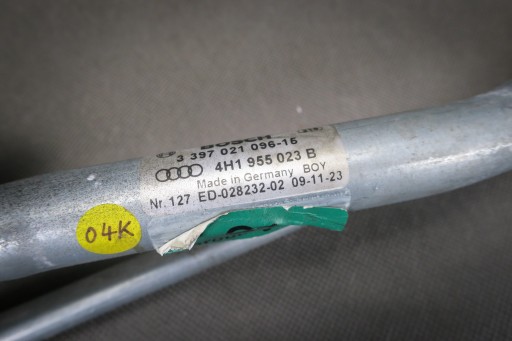 BOSCH
3 397 021 096-15
4H1 955 023 B
Made in Germany BOY
Nr. 127 ED-028232-02 09-11-23
04K